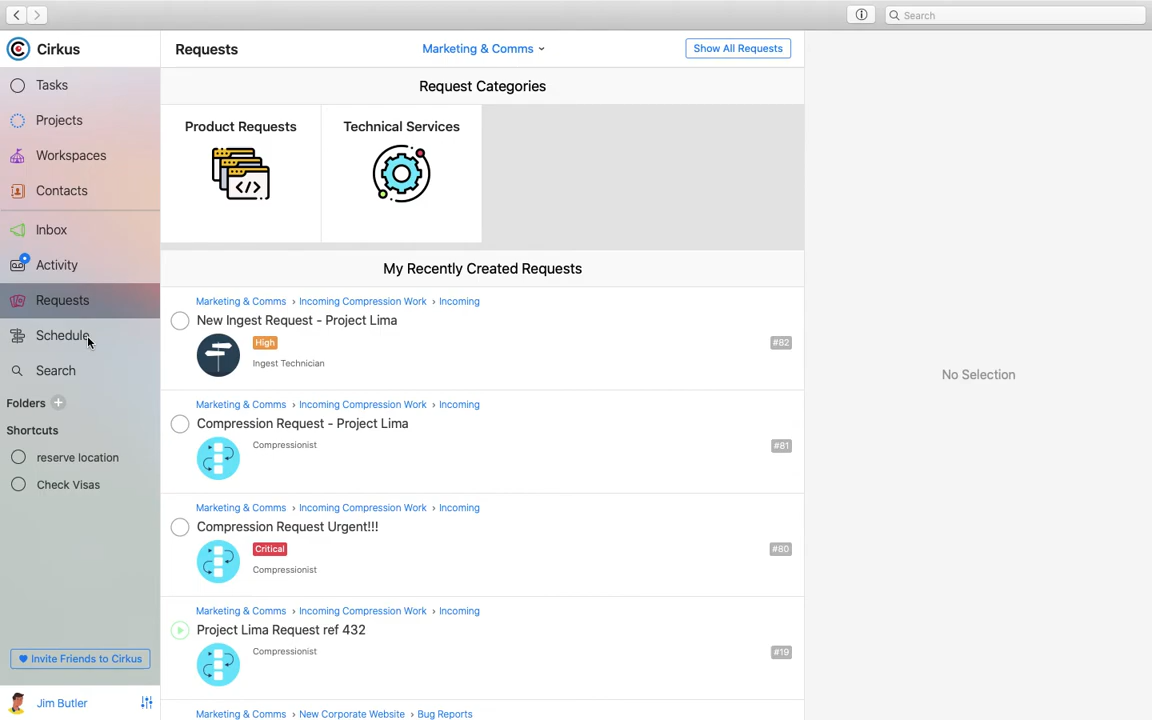 Search
Cirkus
Requests
Marketing & Comms
Show All Requests
Tasks
Projects
Workspaces
Contacts
Inbox
Activity
Requests
Schedule
Search
Folders
Shortcuts
reserve location
Check Visas
Invite Friends to Cirkus
Jim Butler
Request Categories
Product Requests
Technical Services
My Recently Created Requests
Marketing & Comms › Incoming Compression Work › Incoming
New Ingest Request - Project Lima
High
#82
Ingest Technician
Marketing & Comms › Incoming Compression Work › Incoming
Compression Request - Project Lima
Compressionist
#81
Marketing & Comms › Incoming Compression Work › Incoming
Compression Request Urgent!!!
Critical
#80
Compressionist
Marketing & Comms › Incoming Compression Work › Incoming
Project Lima Request ref 432
Compressionist
#19
Marketing & Comms › New Corporate Website › Bug Reports
No Selection